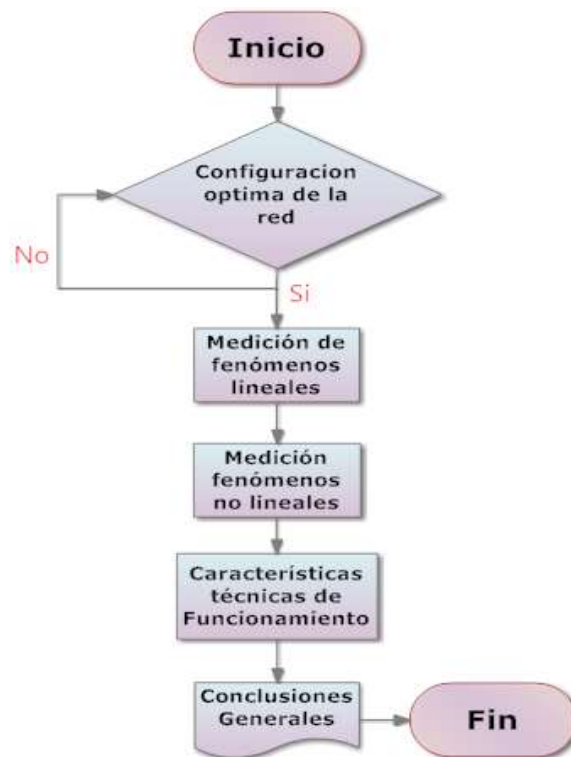 Inicio
Configuracion
optima de la
red
No
Si
Medición de
fenómenos
lineales
Medición
fenómenos
no lineales
Característícas
técnicas de
Funcionamiento
Conclusiones
Generales
Fin